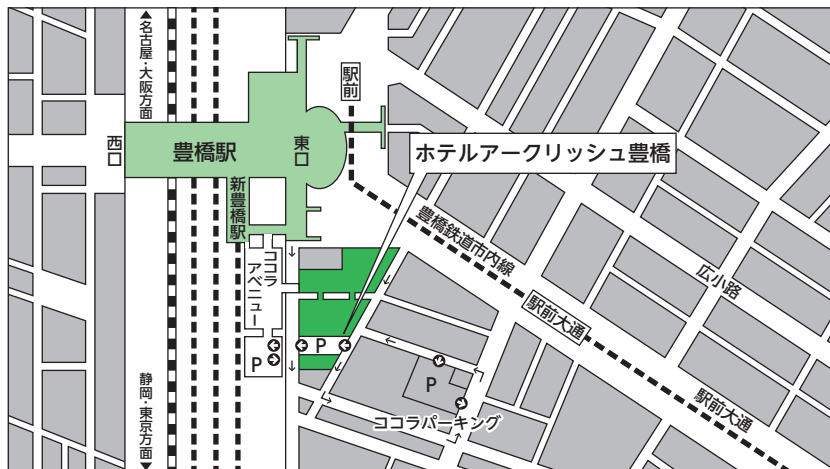 ▲名古屋・大阪方面
駅前
西口
豊橋駅
東口
ホテルアークリッシュ豊橋
新豊橋駅
豊橋鉄道市内線
ココラ
アベニュー
広小路
駅前大通
P
P
P
静岡・東京方面▼
ココラパーキング
駅前大通